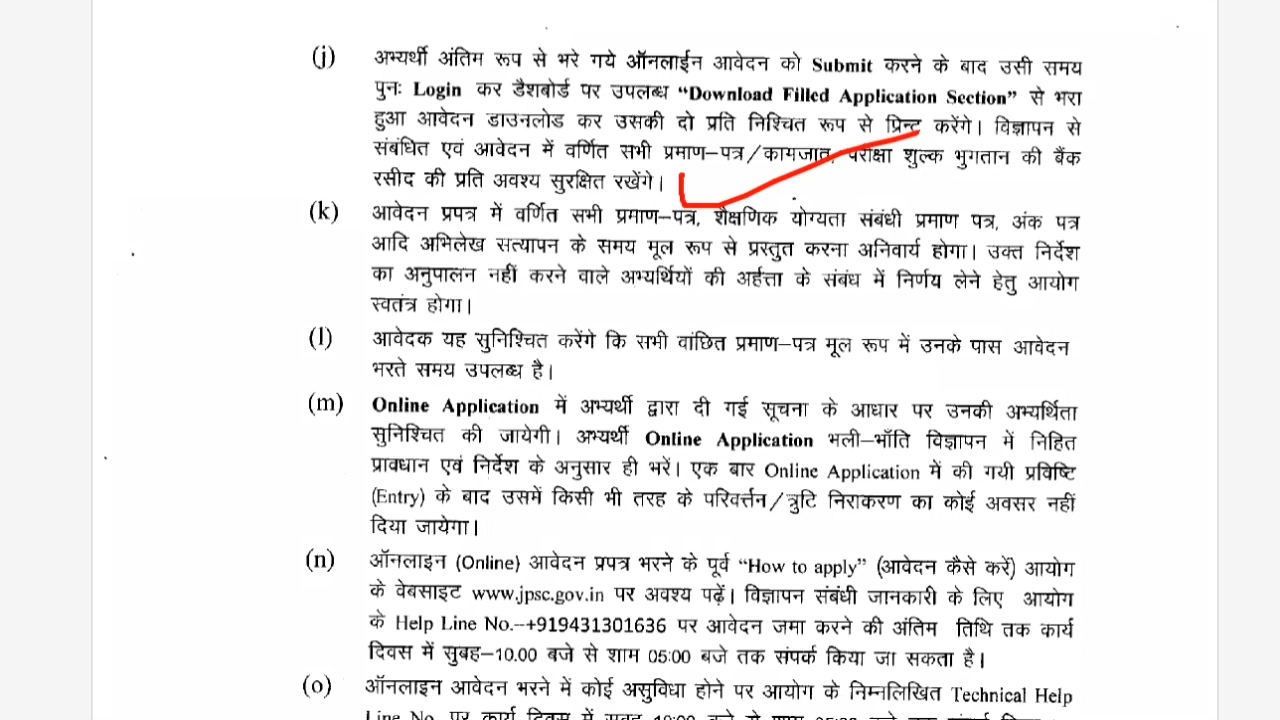 (j) अभ्यर्थी अंतिम रूप से भरे गये ऑनलाईन आवेदन को Submit करने के बाद उसी समय
पुनः Login कर डैशबोर्ड पर उपलब्ध “Download Filled Application Section” से भरा
हुआ आवेदन डाउनलोड कर उसकी दो प्रति निश्चित रूप से प्रिन्ट करेंगे। विज्ञापन से
संबंधित एवं आवेदन में वर्णित सभी प्रमाण–पत्र/कागजात, परीक्षा शुल्क भुगतान की बैंक
रसीद की प्रति अवश्य सुरक्षित रखेंगे।
(k) आवेदन प्रपत्र में वर्णित सभी प्रमाण–पत्र, शैक्षणिक योग्यता संबंधी प्रमाण पत्र, अंक पत्र
आदि अभिलेख सत्यापन के समय मूल रूप से प्रस्तुत करना अनिवार्य होगा। उक्त निर्देश
का अनुपालन नहीं करने वाले अभ्यर्थियों की अर्हत्ता के संबंध में निर्णय लेने हेतु आयोग
स्वतंत्र होगा।
(l) आवेदक यह सुनिश्चित करेंगे कि सभी वांछित प्रमाण–पत्र मूल रूप में उनके पास आवेदन
भरते समय उपलब्ध है।
(m) Online Application में अभ्यर्थी द्वारा दी गई सूचना के आधार पर उनकी अभ्यर्थिता
सुनिश्चित की जायेगी। अभ्यर्थी Online Application भली–भाँति विज्ञापन में निहित
प्रावधान एवं निर्देश के अनुसार ही भरें। एक बार Online Application में की गयी प्रविष्टि
(Entry) के बाद उसमें किसी भी तरह के परिवर्त्तन/त्रुटि निराकरण का कोई अवसर नहीं
दिया जायेगा।
(n) ऑनलाइन (Online) आवेदन प्रपत्र भरने के पूर्व “How to apply” (आवेदन कैसे करें) आयोग
के वेबसाइट www.jpsc.gov.in पर अवश्य पढ़ें। विज्ञापन संबंधी जानकारी के लिए आयोग
के Help Line No.–+919431301636 पर आवेदन जमा करने की अंतिम तिथि तक कार्य
दिवस में सुबह–10.00 बजे से शाम 05:00 बजे तक संपर्क किया जा सकता है।
(o) ऑनलाइन आवेदन भरने में कोई असुविधा होने पर आयोग के निम्नलिखित Technical Help
Line No. पर कार्य दिवस में सुबह